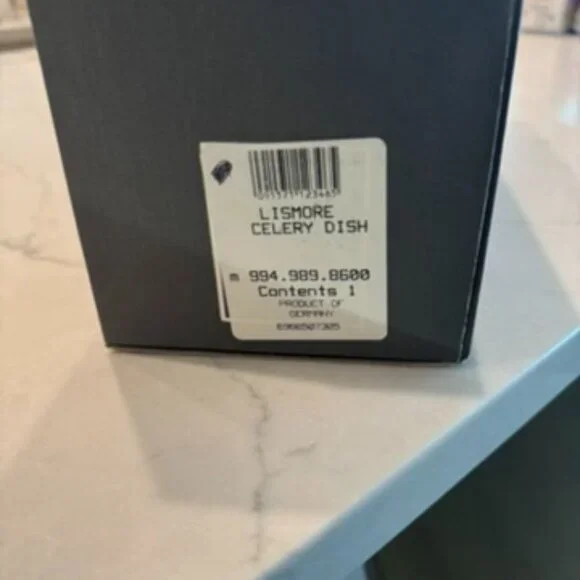 LISMORE
CELERY DISH
m 994.989.8600
Contents 1
PRODUCT OF
GERMANY